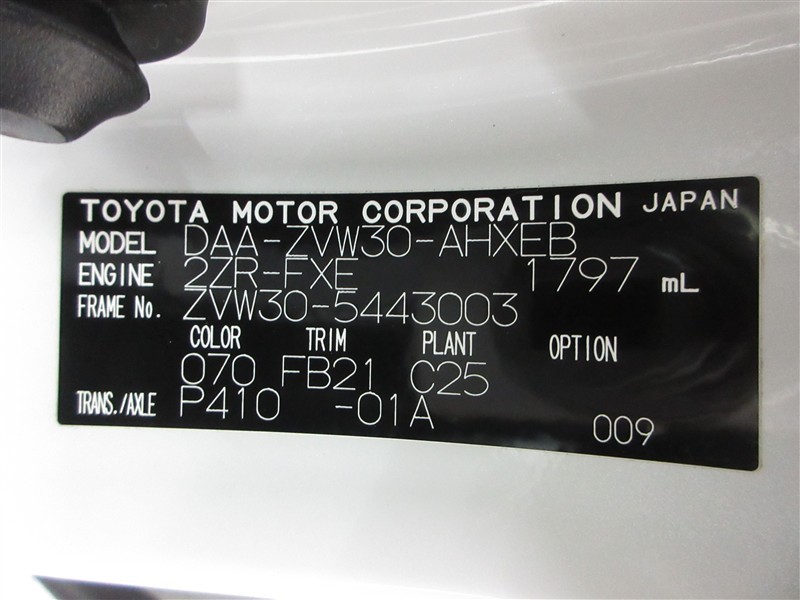 TOYOTA MOTOR CORPORATION JAPAN
MODEL DAA-ZVW30-AHXEB
ENGINE 2ZR-FXE 1797 mL
FRAME No. ZVW30-5443003
COLOR TRIM PLANT OPTION
070 FB21 C25
TRANS./AXLE P410 -01A
009